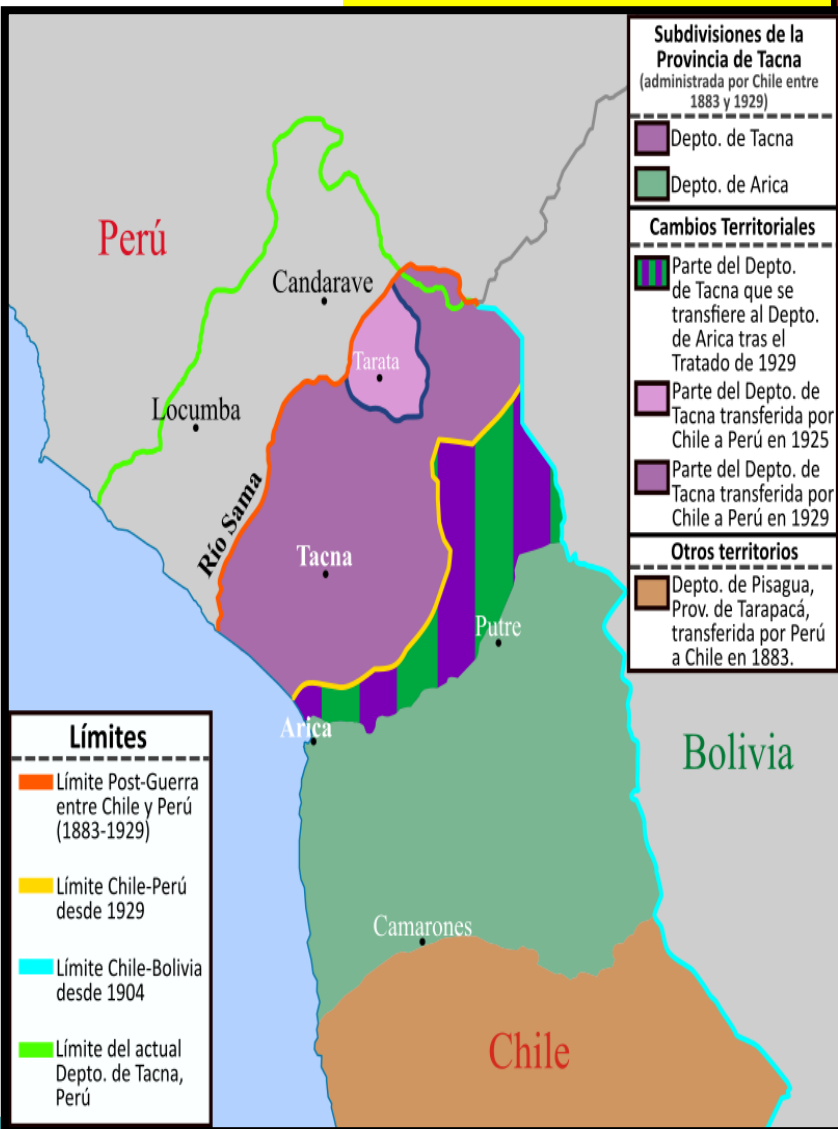 Subdivisiones de la
Provincia de Tacna
(administrada por Chile entre
1883 y 1929)
Depto. de Tacna
Depto. de Arica
Cambios Territoriales
Parte del Depto.
de Tacna que se
transfiere al Depto.
de Arica tras el
Tratado de 1929
Parte del Depto. de
Tacna transferida por
Chile a Perú en 1925
Parte del Depto. de
Tacna transferida por
Chile a Perú en 1929
Otros territorios
Depto. de Pisagua,
Prov. de Tarapacá,
transferida por Perú
a Chile en 1883.
Perú
Candarave
Tarata
Locumba
Río Sama
Tacna
Putre
Arica
Bolivia
Camarones
Chile
Límites
Límite Post-Guerra
entre Chile y Perú
(1883-1929)
Límite Chile-Perú
desde 1929
Límite Chile-Bolivia
desde 1904
Límite del actual
Depto. de Tacna,
Perú